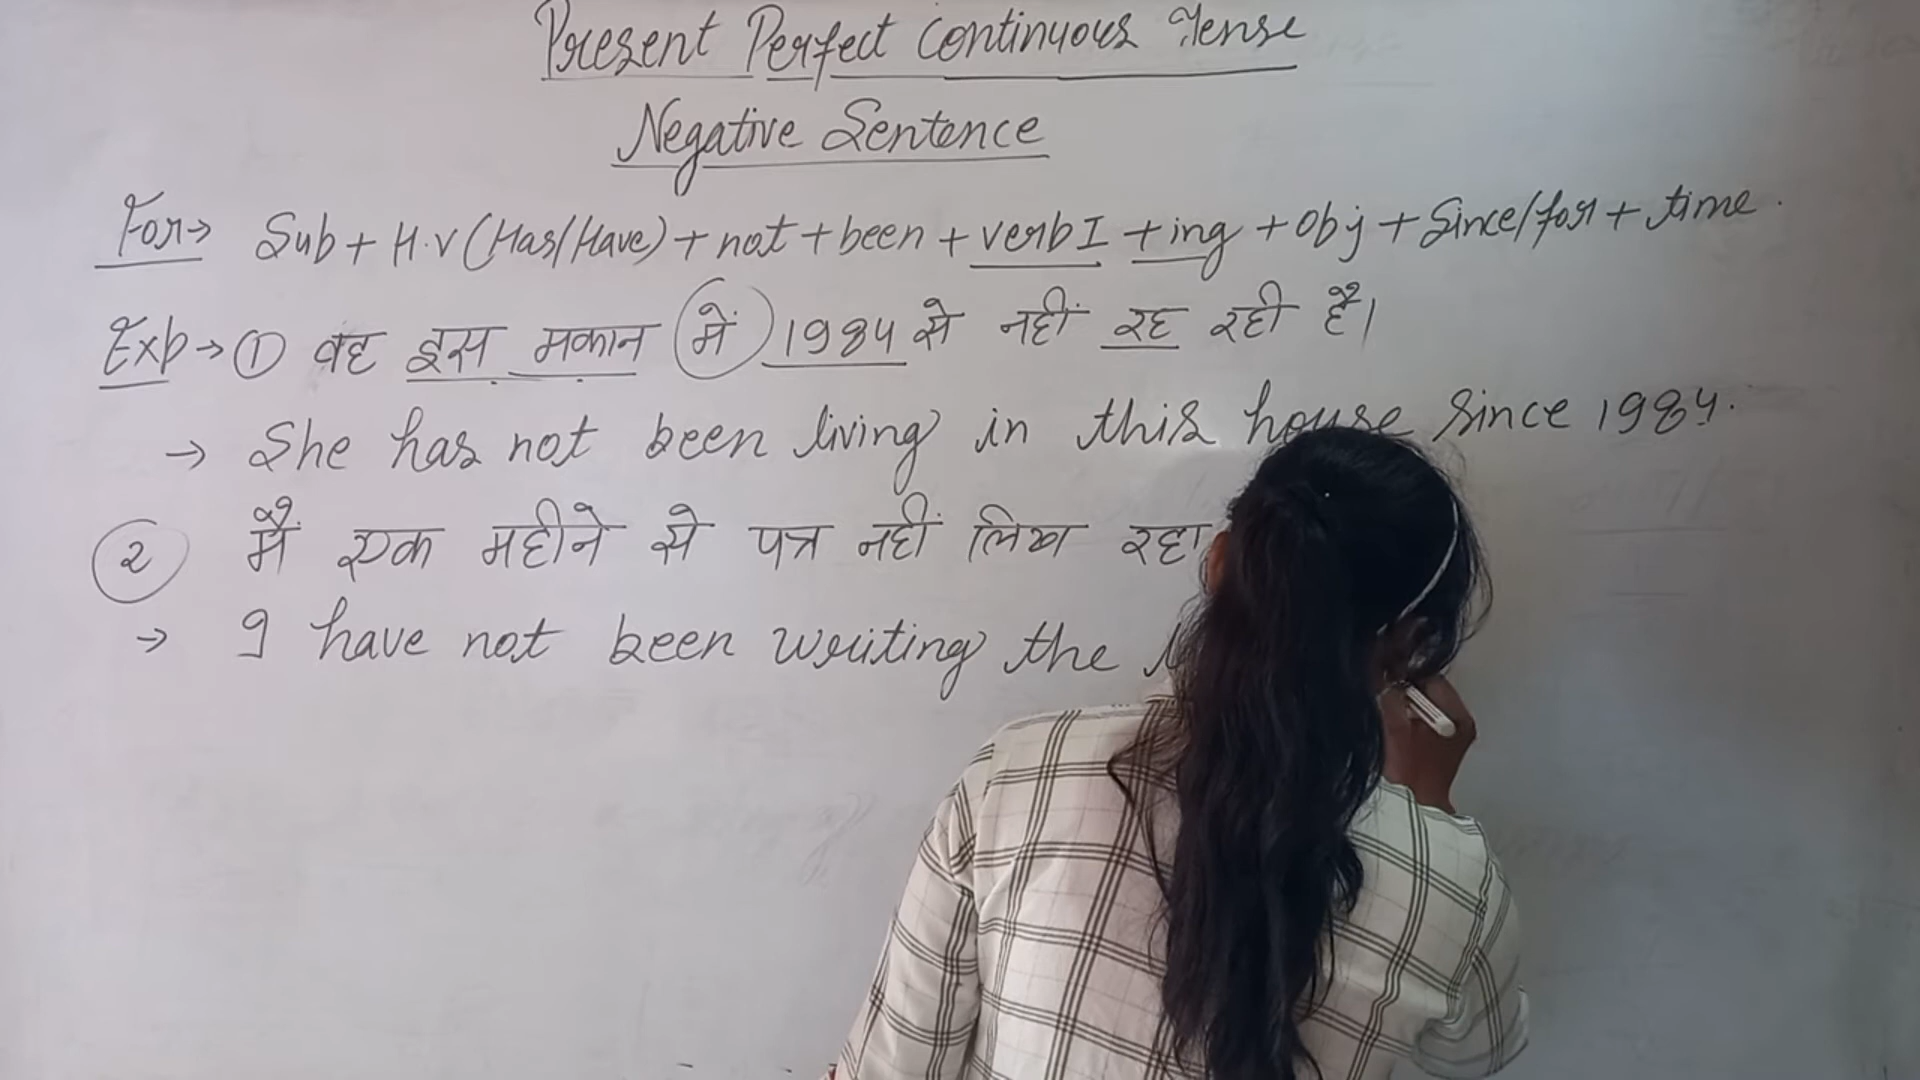 Present Perfect Continuous Tense
Negative Sentence
For→ Sub + H.V (Has/Have) + not + been + verb I + ing + Obj + Since/for + time.
Exp→ ① वह इस मकान में 1984 से नहीं रह रही है।
→ She has not been living in this house since 1984.
२ मैं एक महीने से पत्र नहीं लिख रहा
→ I have not been writing the